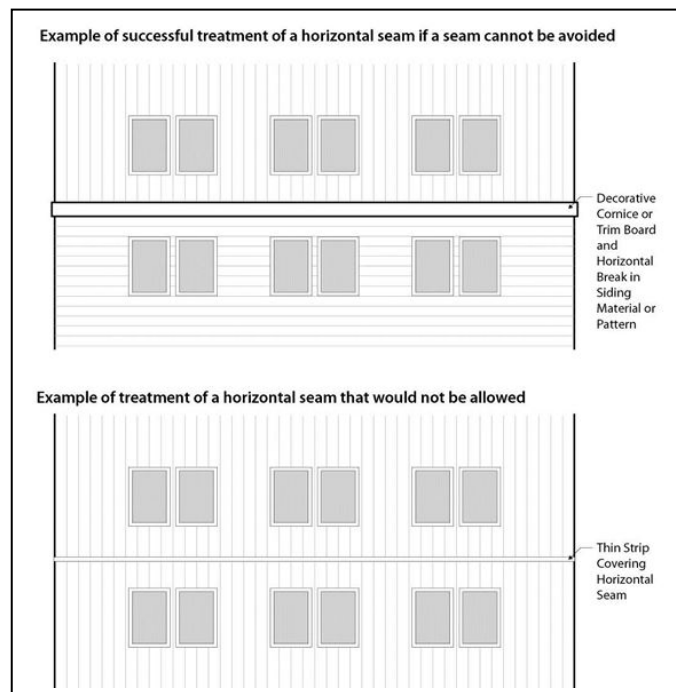 Example of successful treatment of a horizontal seam if a seam cannot be avoided
Decorative
Cornice or
Trim Board
and
Horizontal
Break in
Siding
Material or
Pattern
Example of treatment of a horizontal seam that would not be allowed
Thin Strip
Covering
Horizontal
Seam